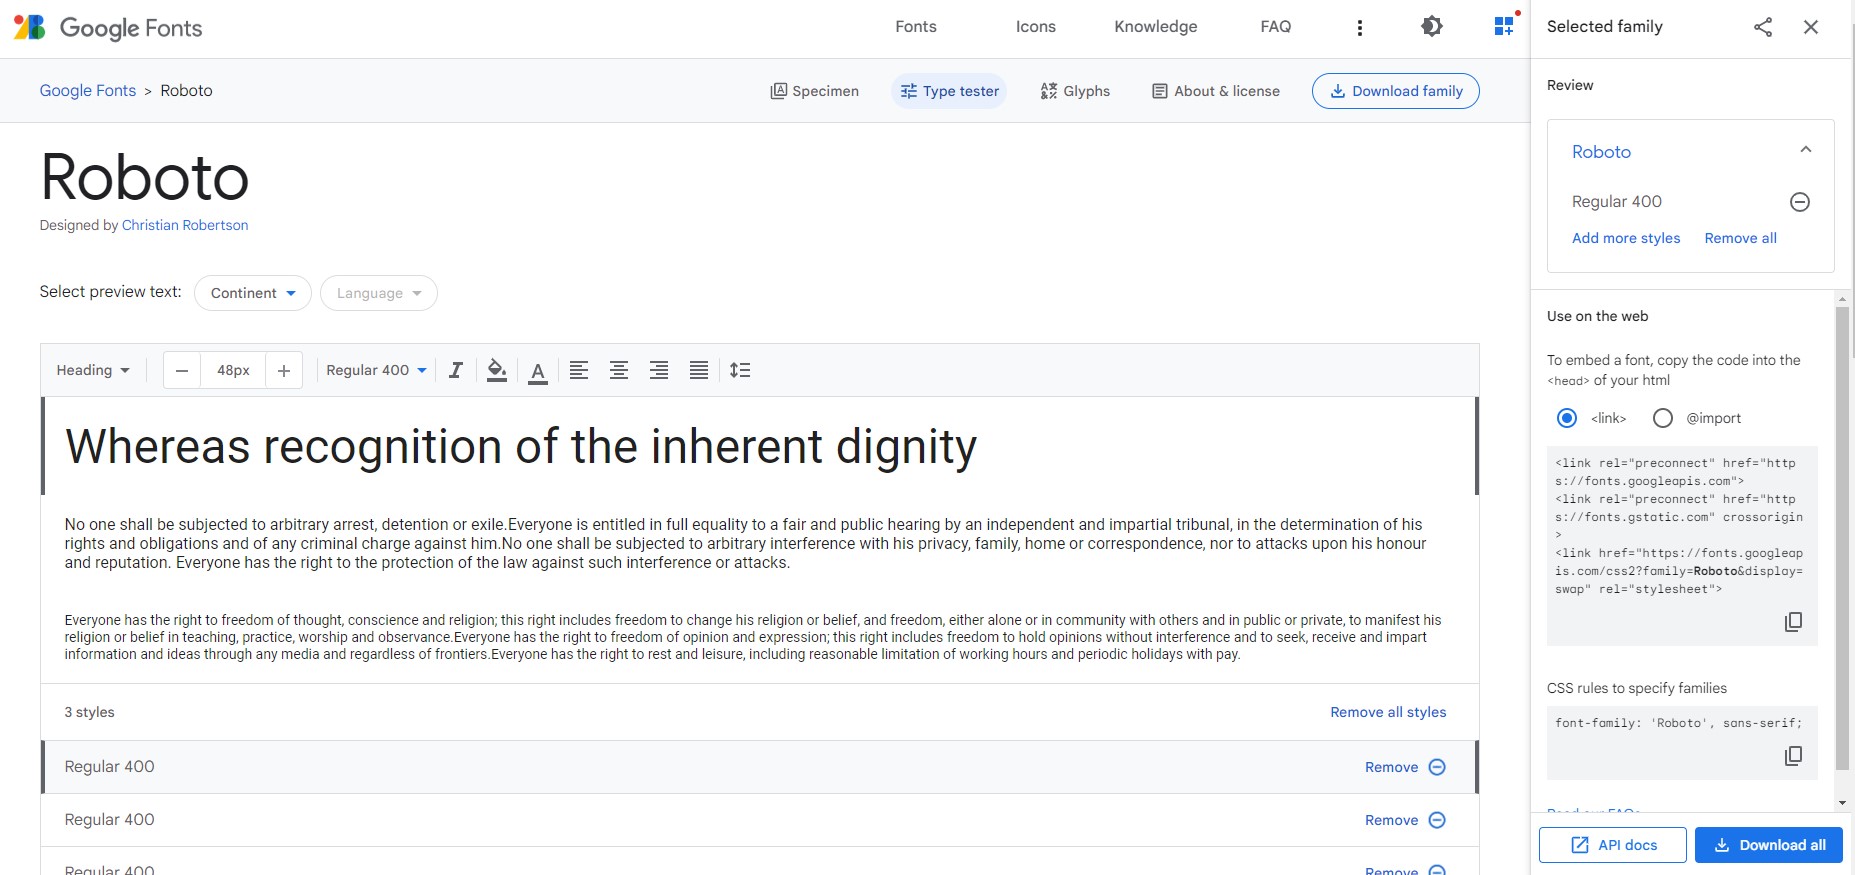 Google Fonts
Fonts
Icons
Knowledge
FAQ
Google Fonts > Roboto
Specimen
Type tester
Glyphs
About & license
Download family
Roboto
Designed by Christian Robertson
Select preview text:
Continent
Language
Heading
48px
Regular 400
A
Whereas recognition of the inherent dignity
No one shall be subjected to arbitrary arrest, detention or exile.Everyone is entitled in full equality to a fair and public hearing by an independent and impartial tribunal, in the determination of his
rights and obligations and of any criminal charge against him.No one shall be subjected to arbitrary interference with his privacy, family, home or correspondence, nor to attacks upon his honour
and reputation. Everyone has the right to the protection of the law against such interference or attacks.
Everyone has the right to freedom of thought, conscience and religion; this right includes freedom to change his religion or belief, and freedom, either alone or in community with others and in public or private, to manifest his
religion or belief in teaching, practice, worship and observance.Everyone has the right to freedom of opinion and expression; this right includes freedom to hold opinions without interference and to seek, receive and impart
information and ideas through any media and regardless of frontiers.Everyone has the right to rest and leisure, including reasonable limitation of working hours and periodic holidays with pay.
3 styles
Remove all styles
Regular 400
Remove
Regular 400
Remove
Regular 400
Remove
Selected family
Review
Roboto
Regular 400
Add more styles
Remove all
Use on the web
To embed a font, copy the code into the
<head> of your html
<link>
@import
<link rel="preconnect" href="http
s://fonts.googleapis.com">
<link rel="preconnect" href="http
s://fonts.gstatic.com" crossorigin
>
<link href="https://fonts.googleap
is.com/css2?family=Roboto&display=
swap" rel="stylesheet">
CSS rules to specify families
font-family: 'Roboto', sans-serif;
Read our FAQs
API docs
Download all